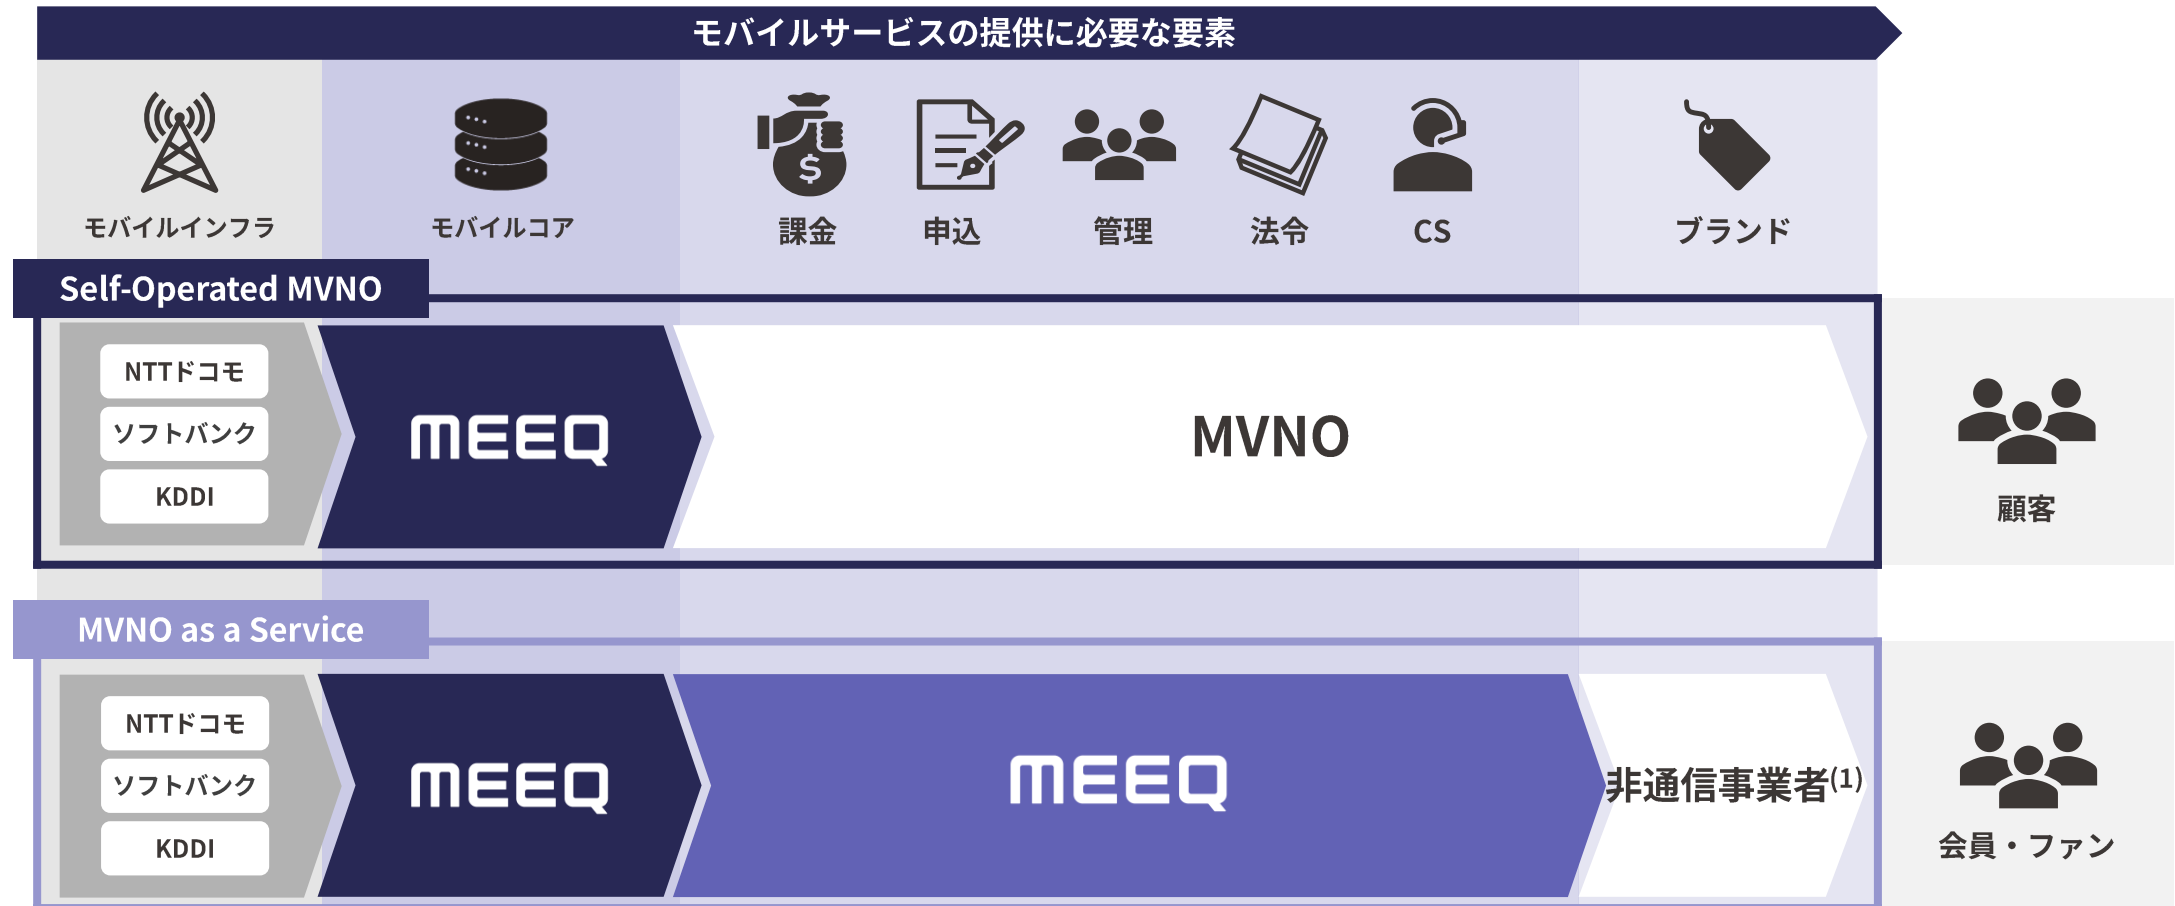 モバイルサービスの提供に必要な要素
モバイルインフラ
モバイルコア
課金
申込
管理
法令
CS
ブランド
Self-Operated MVNO
NTTドコモ
ソフトバンク
KDDI
MEEQ
MVNO
顧客
MVNO as a Service
NTTドコモ
ソフトバンク
KDDI
MEEQ
MEEQ
非通信事業者(1)
会員・ファン